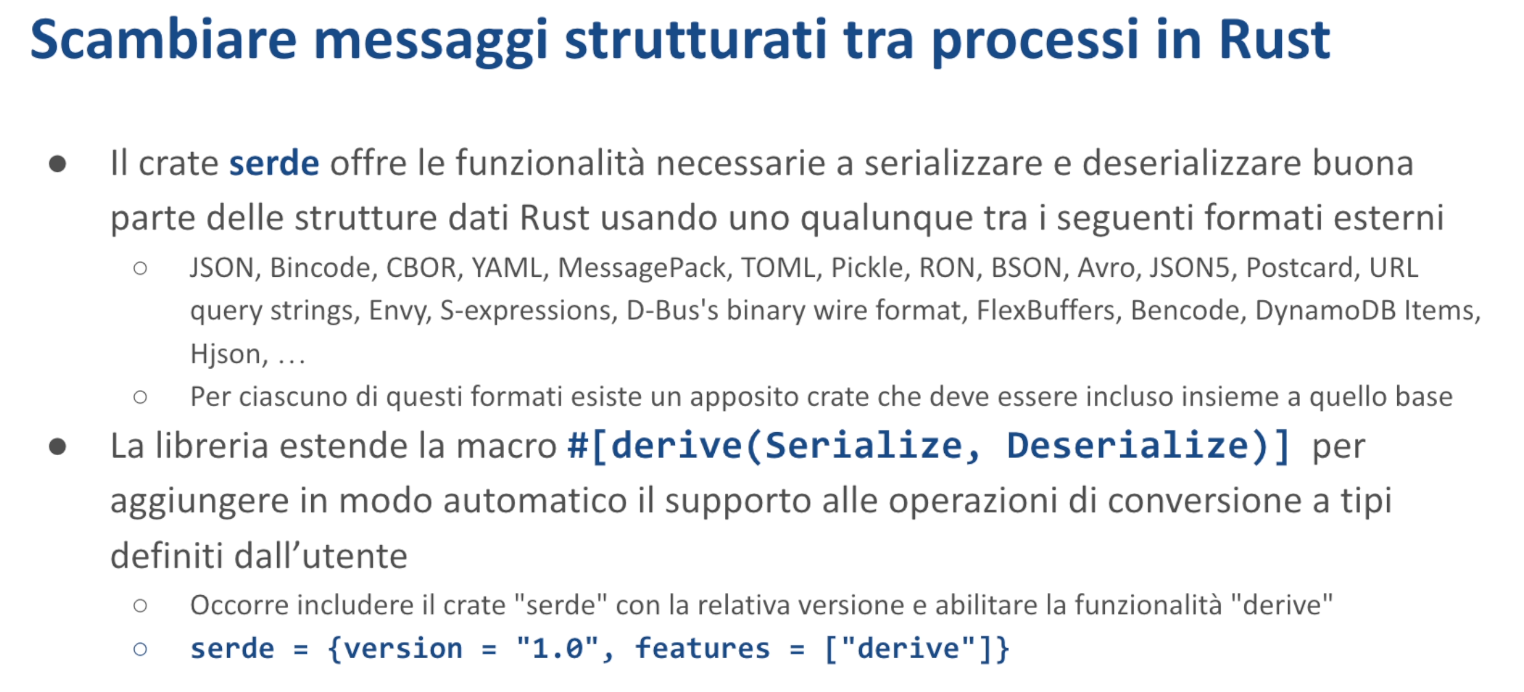 Scambiare messaggi strutturati tra processi in Rust
● Il crate serde offre le funzionalità necessarie a serializzare e deserializzare buona
parte delle strutture dati Rust usando uno qualunque tra i seguenti formati esterni
○ JSON, Bincode, CBOR, YAML, MessagePack, TOML, Pickle, RON, BSON, Avro, JSON5, Postcard, URL
query strings, Envy, S-expressions, D-Bus's binary wire format, FlexBuffers, Bencode, DynamoDB Items,
Hjson, …
○ Per ciascuno di questi formati esiste un apposito crate che deve essere incluso insieme a quello base
● La libreria estende la macro #[derive(Serialize, Deserialize)] per
aggiungere in modo automatico il supporto alle operazioni di conversione a tipi
definiti dall’utente
○ Occorre includere il crate "serde" con la relativa versione e abilitare la funzionalità "derive"
○ serde = {version = "1.0", features = ["derive"]}